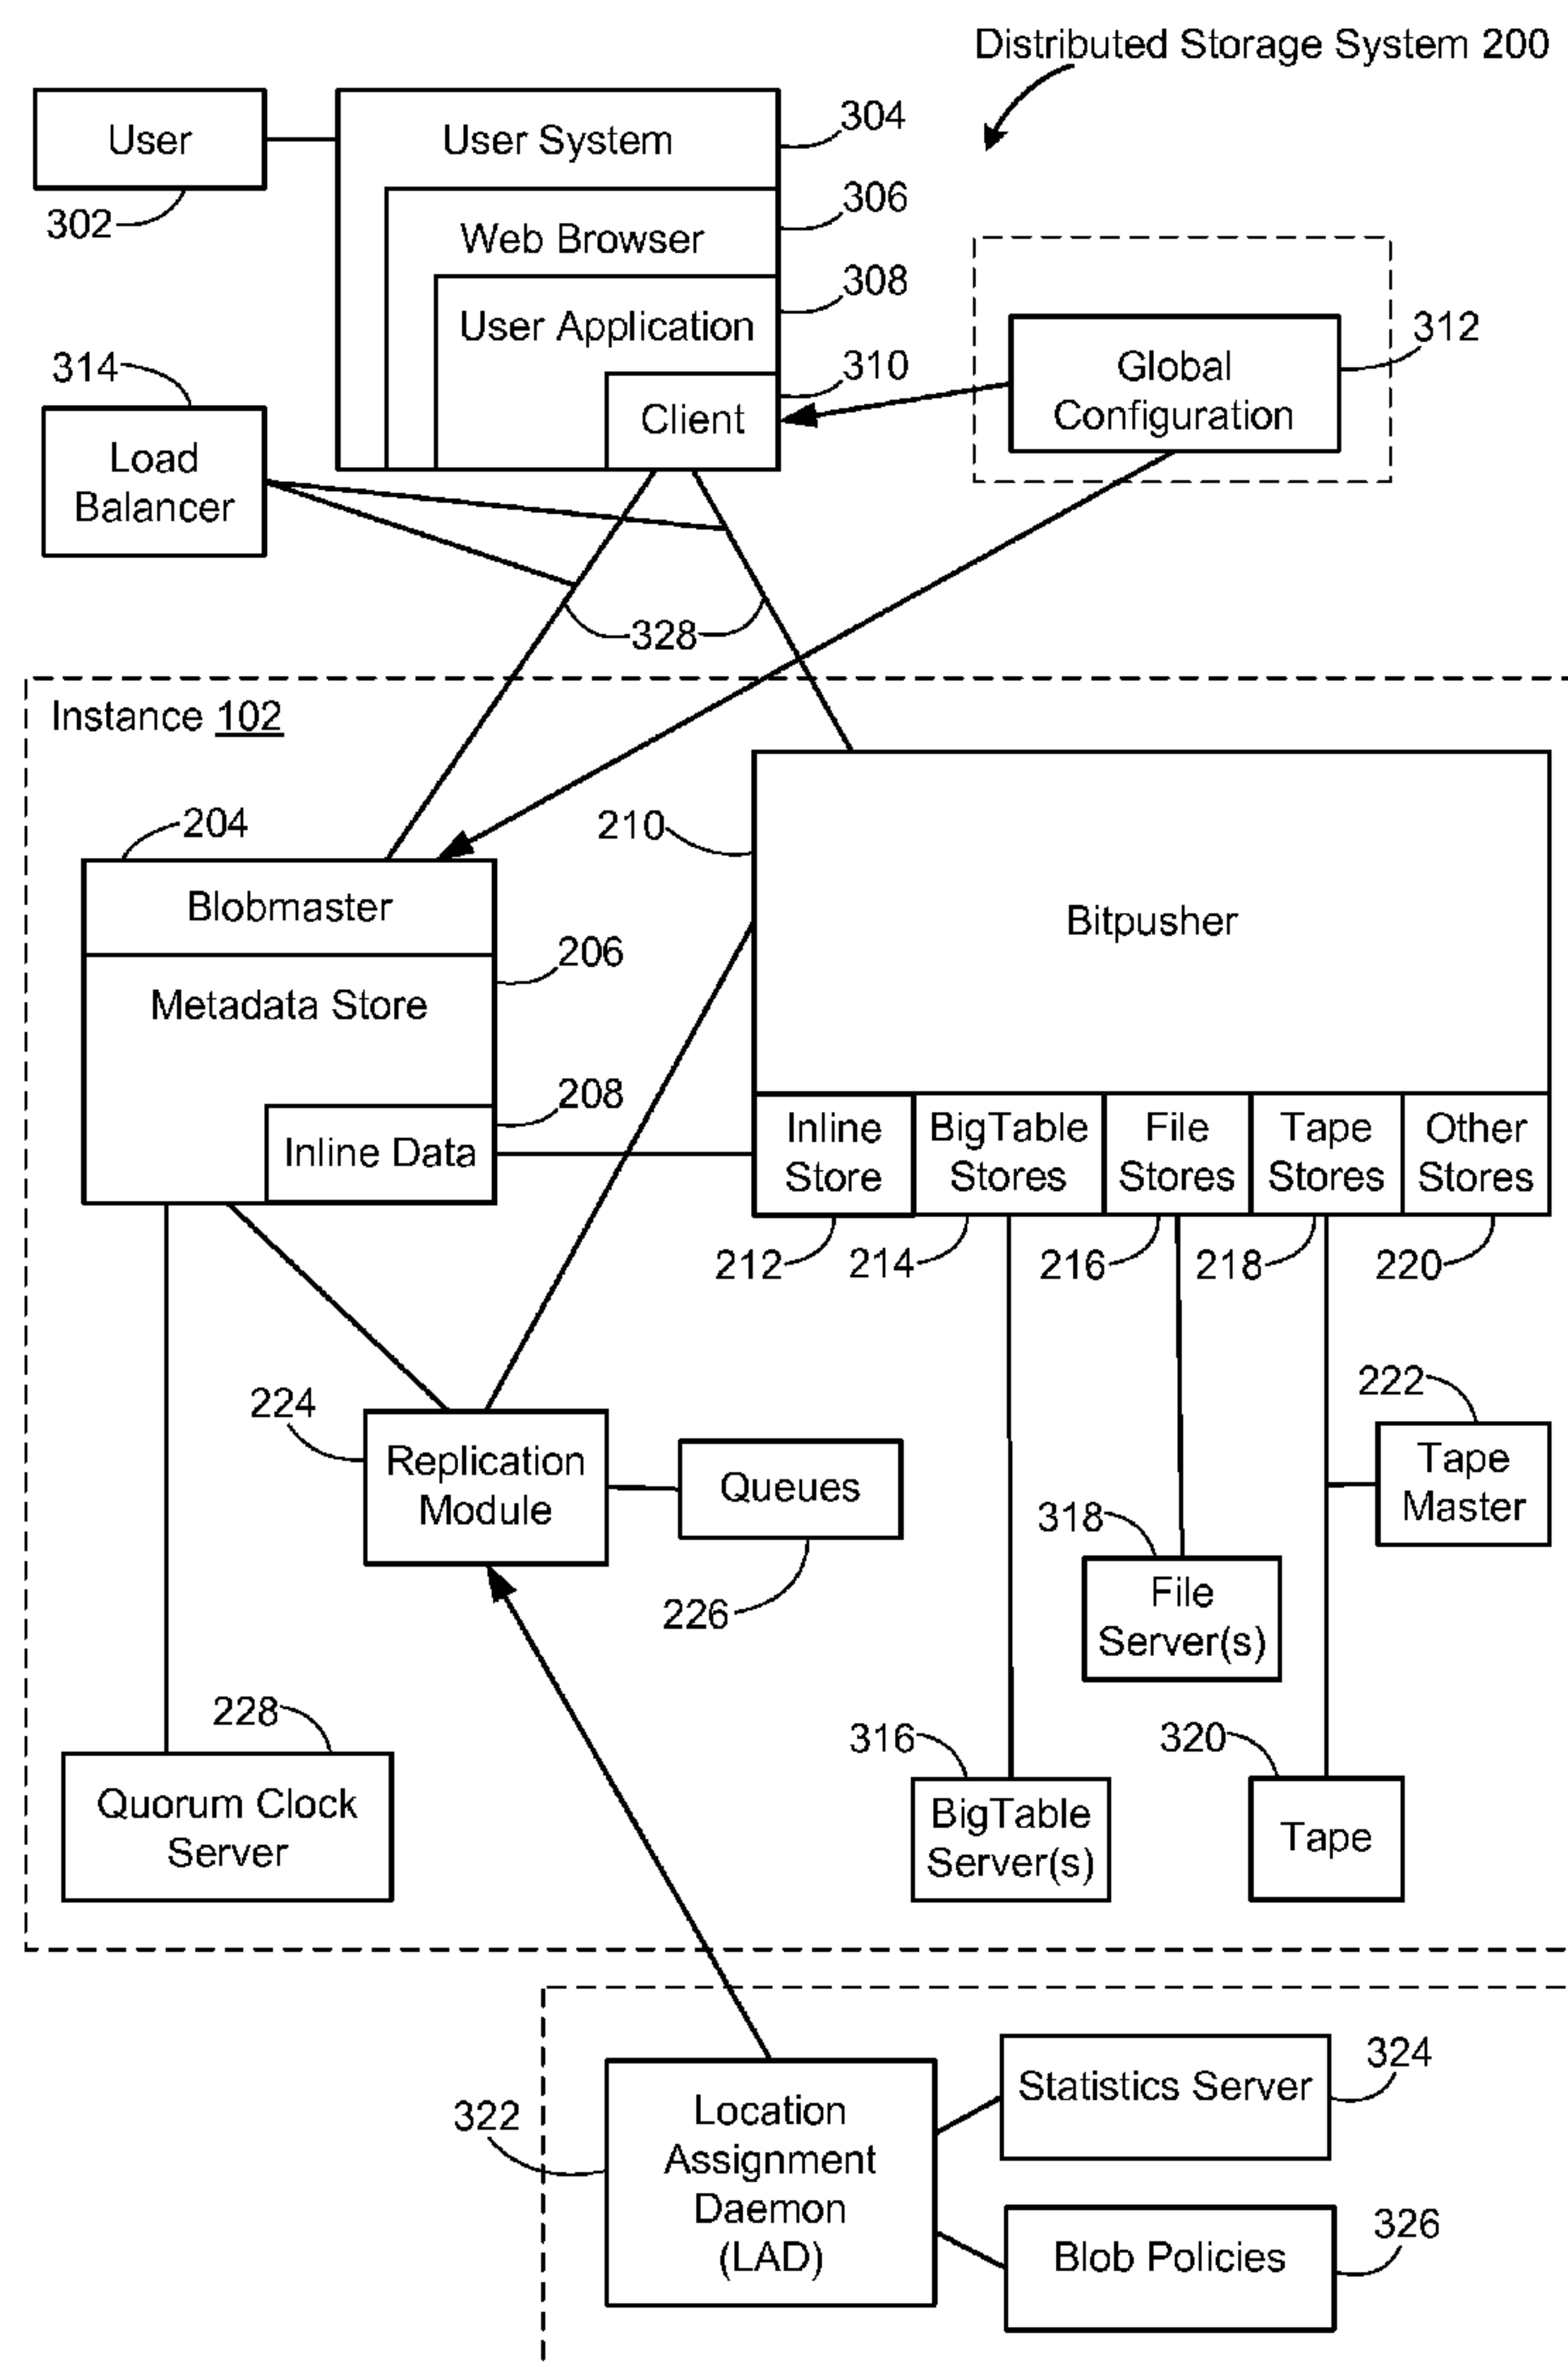 Distributed Storage System 200
User
302
User System
304
Web Browser
306
User Application
308
Client
310
Global
Configuration
312
314
Load
Balancer
328
Instance 102
204
Blobmaster
206
Metadata Store
208
Inline Data
210
Bitpusher
Inline
Store
BigTable
Stores
File
Stores
Tape
Stores
Other
Stores
212
214
216
218
220
224
Replication
Module
Queues
226
222
Tape
Master
318
File
Server(s)
228
Quorum Clock
Server
316
BigTable
Server(s)
320
Tape
322
Location
Assignment
Daemon
(LAD)
Statistics Server
324
Blob Policies
326